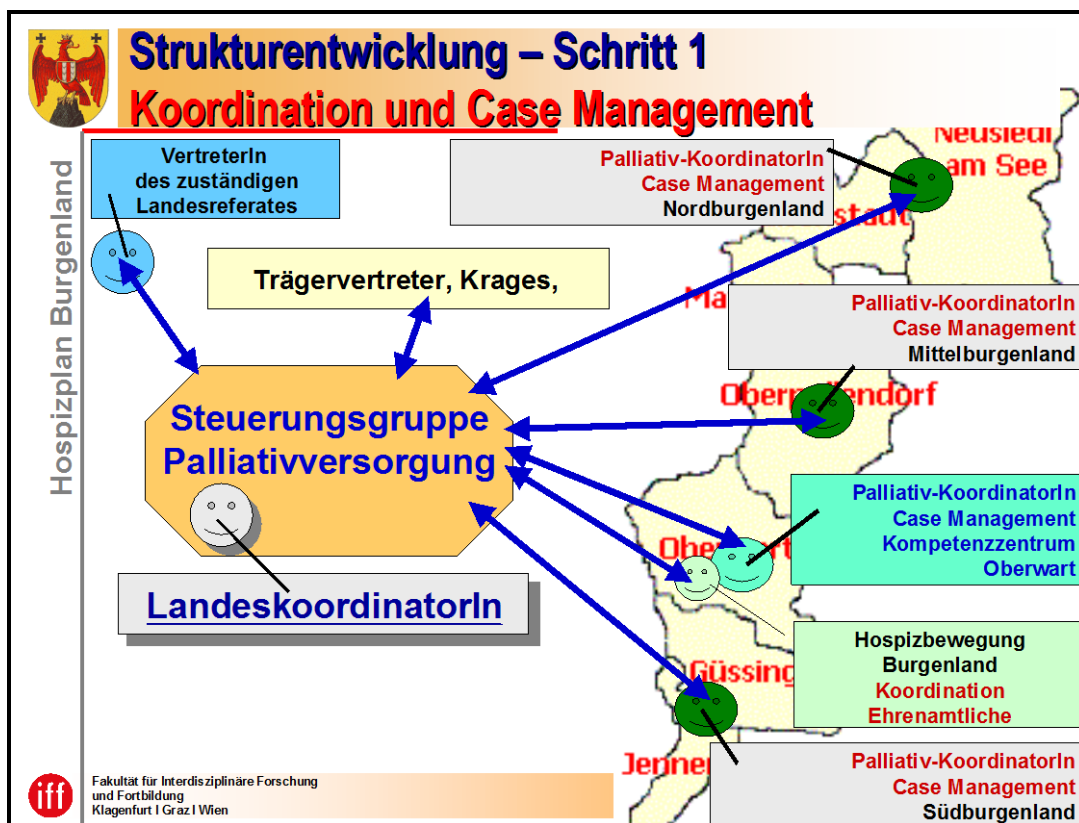 Strukturentwicklung – Schritt 1
Koordination und Case Management
Hospizplan Burgenland
VertreterIn
des zuständigen
Landesreferates
Palliativ-KoordinatorIn
Case Management
Nordburgenland
Neusiedl
am See
Trägervertreter, Krages,
Palliativ-KoordinatorIn
Case Management
Mittelburgenland
Steuerungsgruppe
Palliativversorgung
LandeskoordinatorIn
Palliativ-KoordinatorIn
Case Management
Kompetenzzentrum
Oberwart
Hospizbewegung
Burgenland
Koordination
Ehrenamtliche
Güssing
Palliativ-KoordinatorIn
Case Management
Südburgenland
iff
Fakultät für Interdisziplinäre Forschung
und Fortbildung
Klagenfurt I Graz I Wien